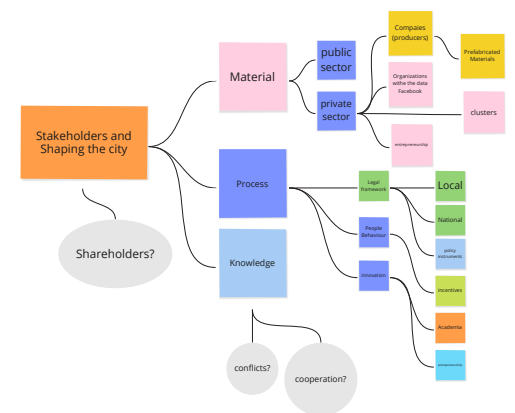 Compaies
(producers)
public
sector
Prefabricated
Materials
Material
Organizations
withe the data
Facebook
private
sector
clusters
Stakeholders and
Shaping the city
entrepreneurship
Process
Legal
framework
Local
National
People
Behaviour
Shareholders?
policy
instruments
Knowledge
innovation
incentives
Academia
conflicts?
entrepreneurship
cooperation?